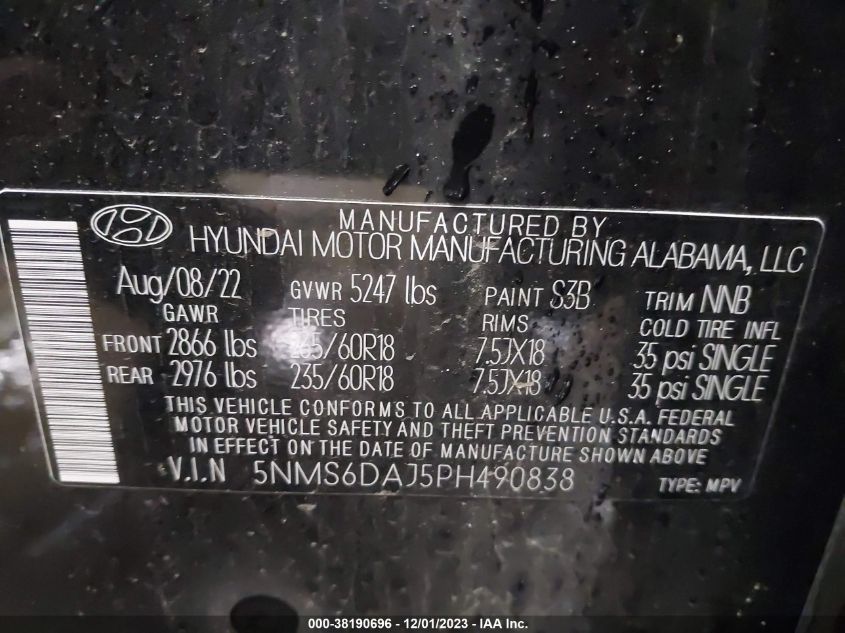 MANUFACTURED BY
HYUNDAI MOTOR MANUFACTURING ALABAMA, LLC
Aug/08/22 GVWR 5247 lbs PAINT S3B TRIM NNB
GAWR TIRES RIMS COLD TIRE INFL
FRONT 2866 lbs 235/60R18 7.5JX18 35 psi SINGLE
REAR 2976 lbs 235/60R18 7.5JX18 35 psi SINGLE
THIS VEHICLE CONFORMS TO ALL APPLICABLE U.S.A. FEDERAL
MOTOR VEHICLE SAFETY AND THEFT PREVENTION STANDARDS
IN EFFECT ON THE DATE OF MANUFACTURE SHOWN ABOVE
V.I.N 5NMS6DAJ5PH490838 TYPE: MPV
000-38190696 - 12/01/2023 - IAA Inc.